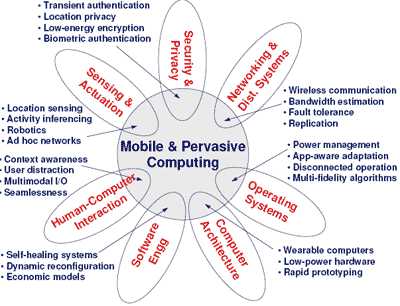 • Transient authentication
• Location privacy
• Low-energy encryption
• Biometric authentication
Security &
Privacy
Networking &
Dist. Systems
Sensing &
Actuation
• Wireless communication
• Bandwidth estimation
• Fault tolerance
• Replication
• Location sensing
• Activity inferencing
• Robotics
• Ad hoc networks
Mobile & Pervasive
Computing
• Power management
• App-aware adaptation
• Disconnected operation
• Multi-fidelity algorithms
• Context awareness
• User distraction
• Multimodal I/O
• Seamlessness
Human-Computer
Interaction
Operating
Systems
Software
Engg
Computer
Architecture
• Self-healing systems
• Dynamic reconfiguration
• Economic models
• Wearable computers
• Low-power hardware
• Rapid prototyping